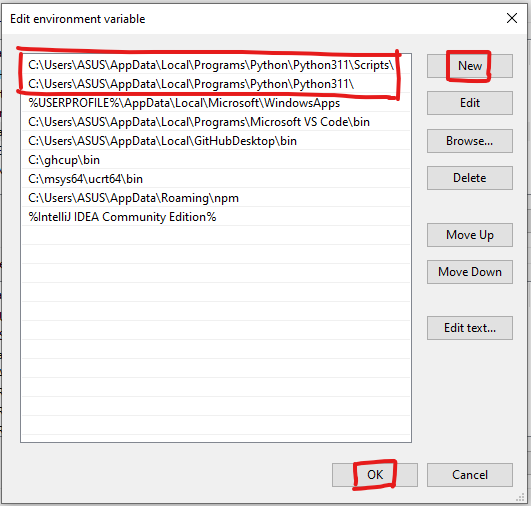 Edit environment variable
C:\Users\ASUS\AppData\Local\Programs\Python\Python311\Scripts\
C:\Users\ASUS\AppData\Local\Programs\Python\Python311\
%USERPROFILE%\AppData\Local\Microsoft\WindowsApps
C:\Users\ASUS\AppData\Local\Programs\Microsoft VS Code\bin
C:\Users\ASUS\AppData\Local\GitHubDesktop\bin
C:\ghcup\bin
C:\msys64\ucrt64\bin
C:\Users\ASUS\AppData\Roaming\npm
%IntelliJ IDEA Community Edition%
New
Edit
Browse...
Delete
Move Up
Move Down
Edit text...
OK
Cancel